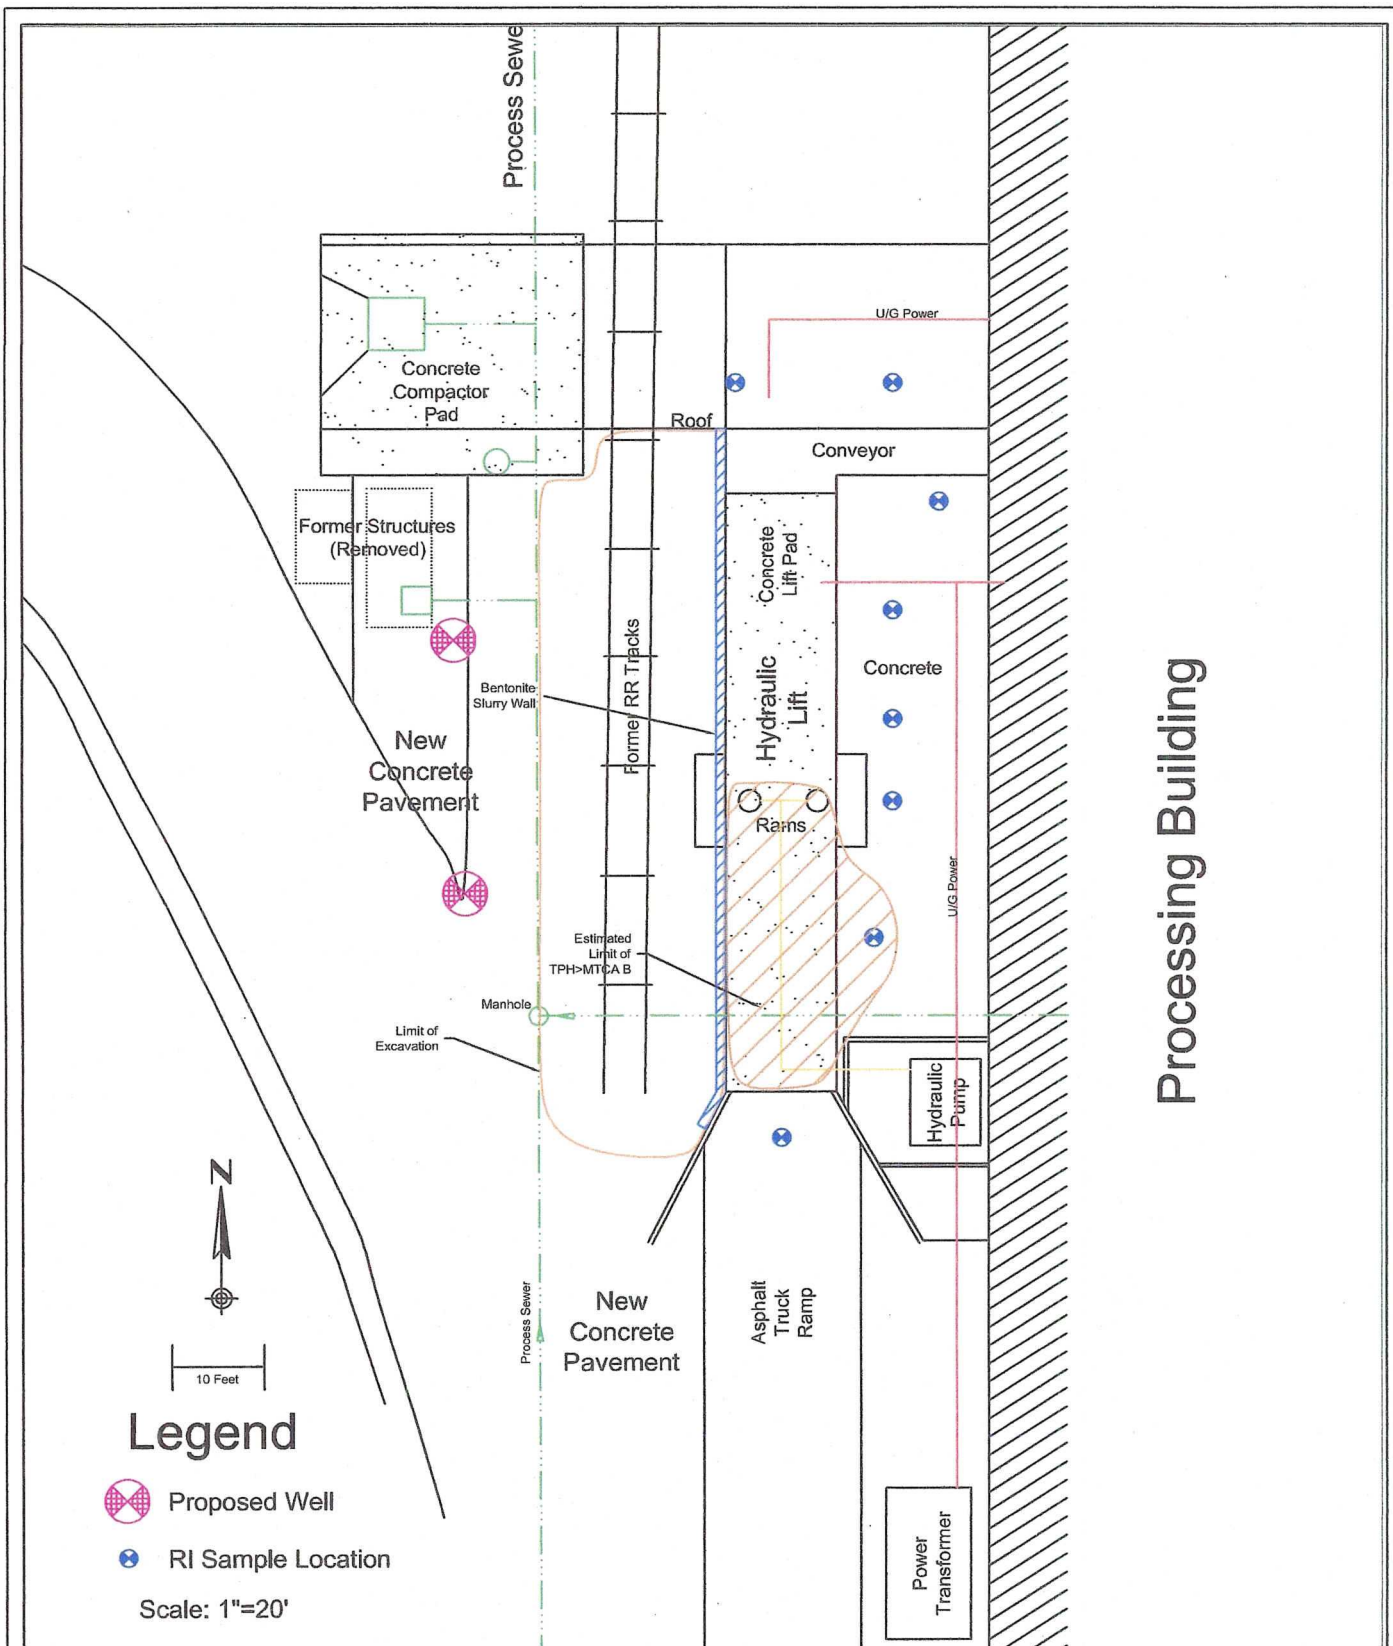 Process Sewe
U/G Power
Concrete
Compactor
Pad
Roof
Conveyor
Former Structures
(Removed)
Concrete
Lift Pad
Former RR Tracks
Hydraulic
Lift
Concrete
Bentonite
Slurry Wall
New
Concrete
Pavement
Rams
U/G Power
Processing Building
Estimated
Limit of
TPH>MTCA B
Manhole
Limit of
Excavation
Hydraulic
Pump
N
Process Sewer
New
Concrete
Pavement
Asphalt
Truck
Ramp
10 Feet
Legend
Proposed Well
RI Sample Location
Scale: 1"=20'
Power
Transformer